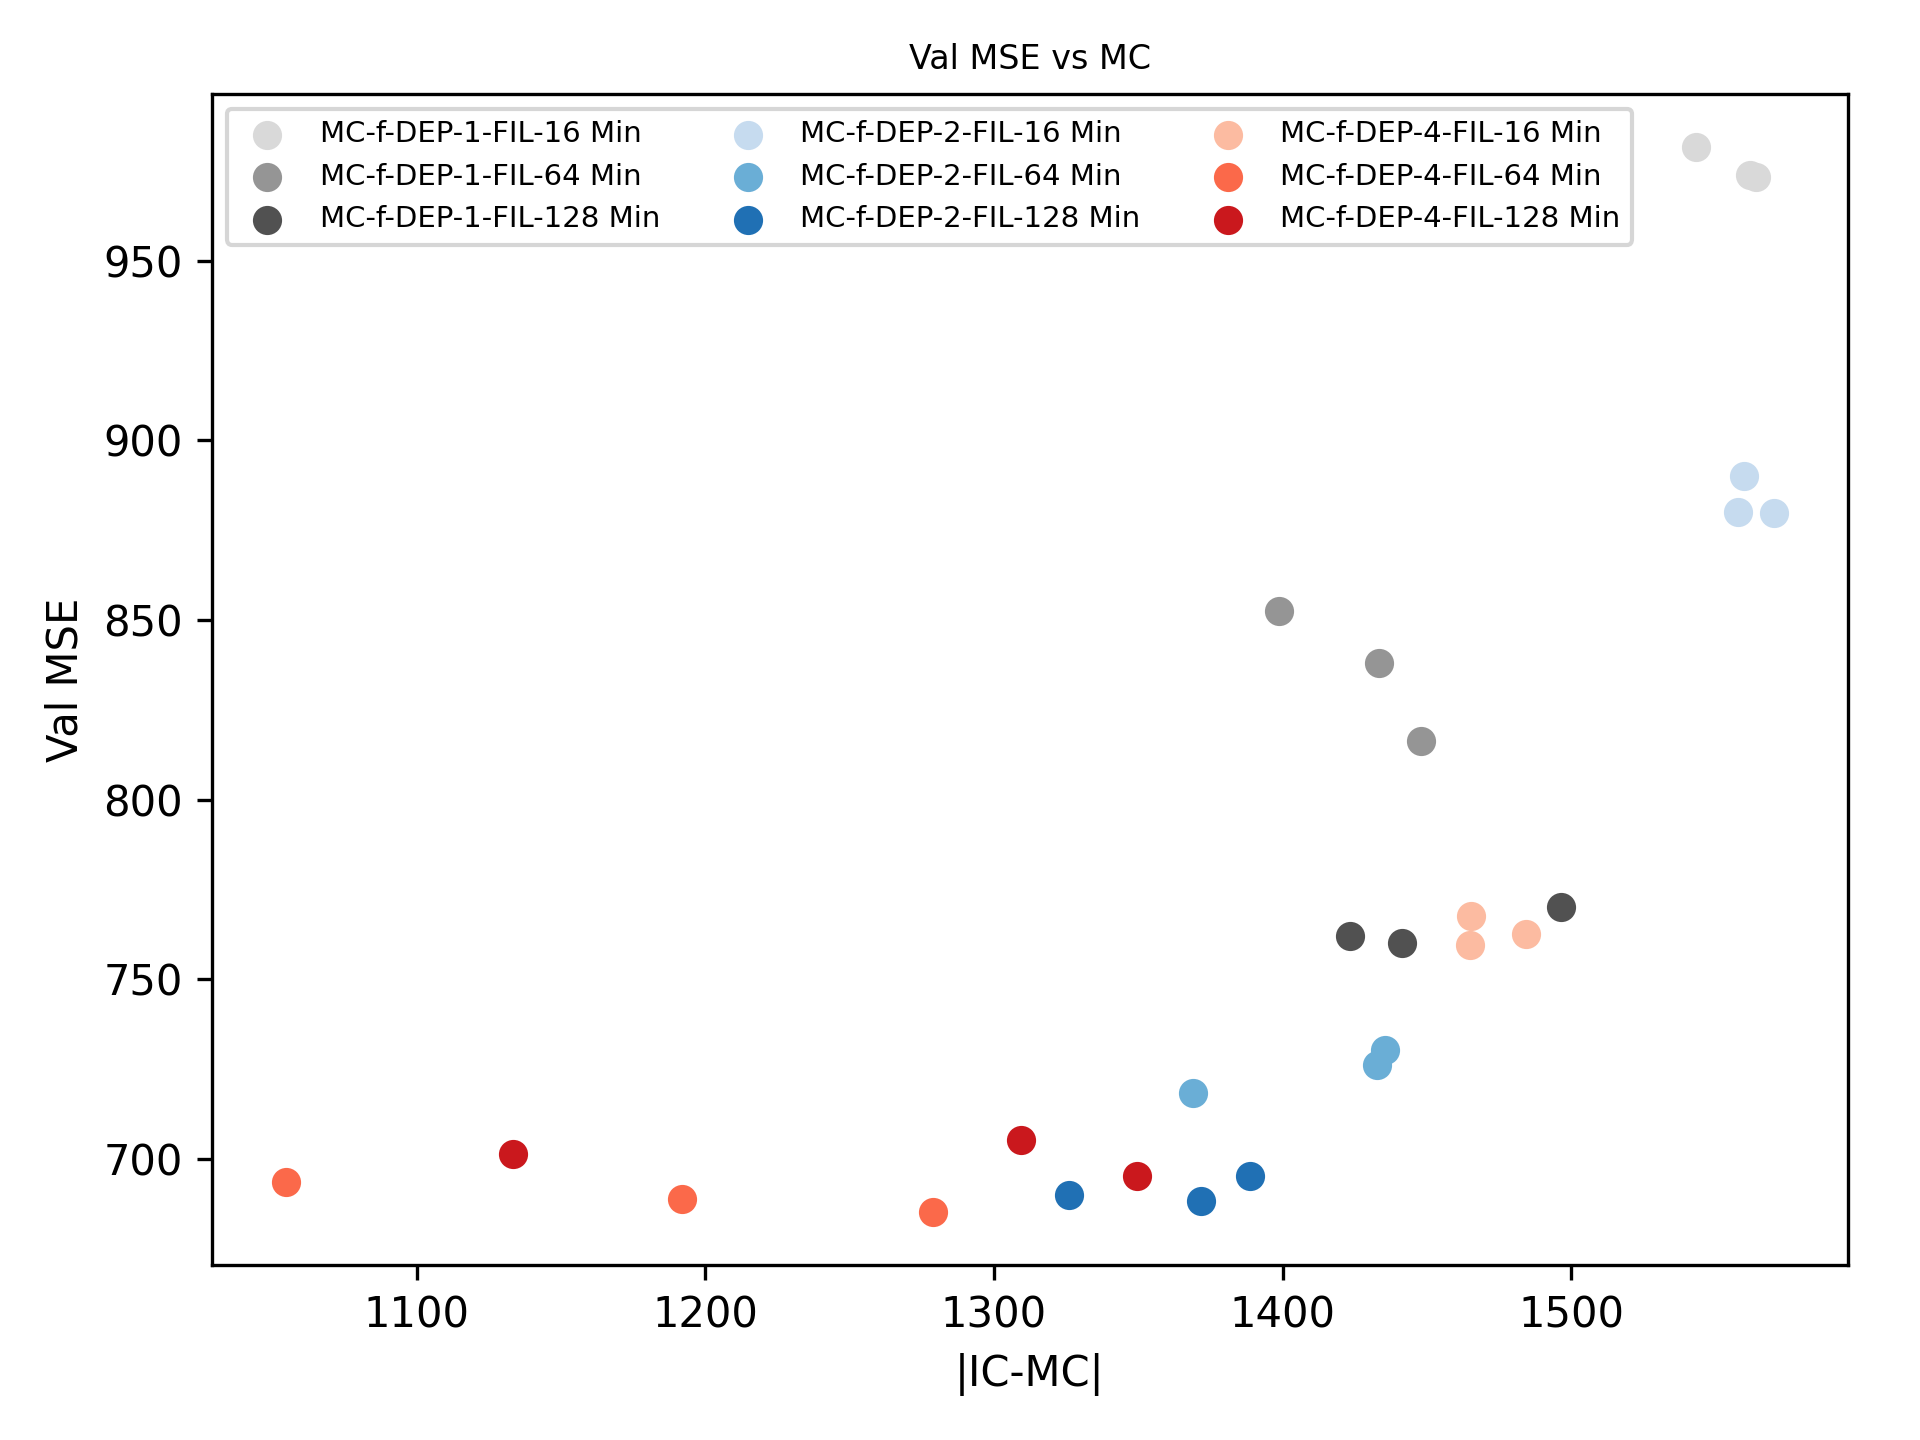 Val MSE vs MC
MC-f-DEP-1-FIL-16 Min
MC-f-DEP-1-FIL-64 Min
MC-f-DEP-1-FIL-128 Min
MC-f-DEP-2-FIL-16 Min
MC-f-DEP-2-FIL-64 Min
MC-f-DEP-2-FIL-128 Min
MC-f-DEP-4-FIL-16 Min
MC-f-DEP-4-FIL-64 Min
MC-f-DEP-4-FIL-128 Min
Val MSE
950
900
850
800
750
700
1100 1200 1300 1400 1500
|IC-MC|